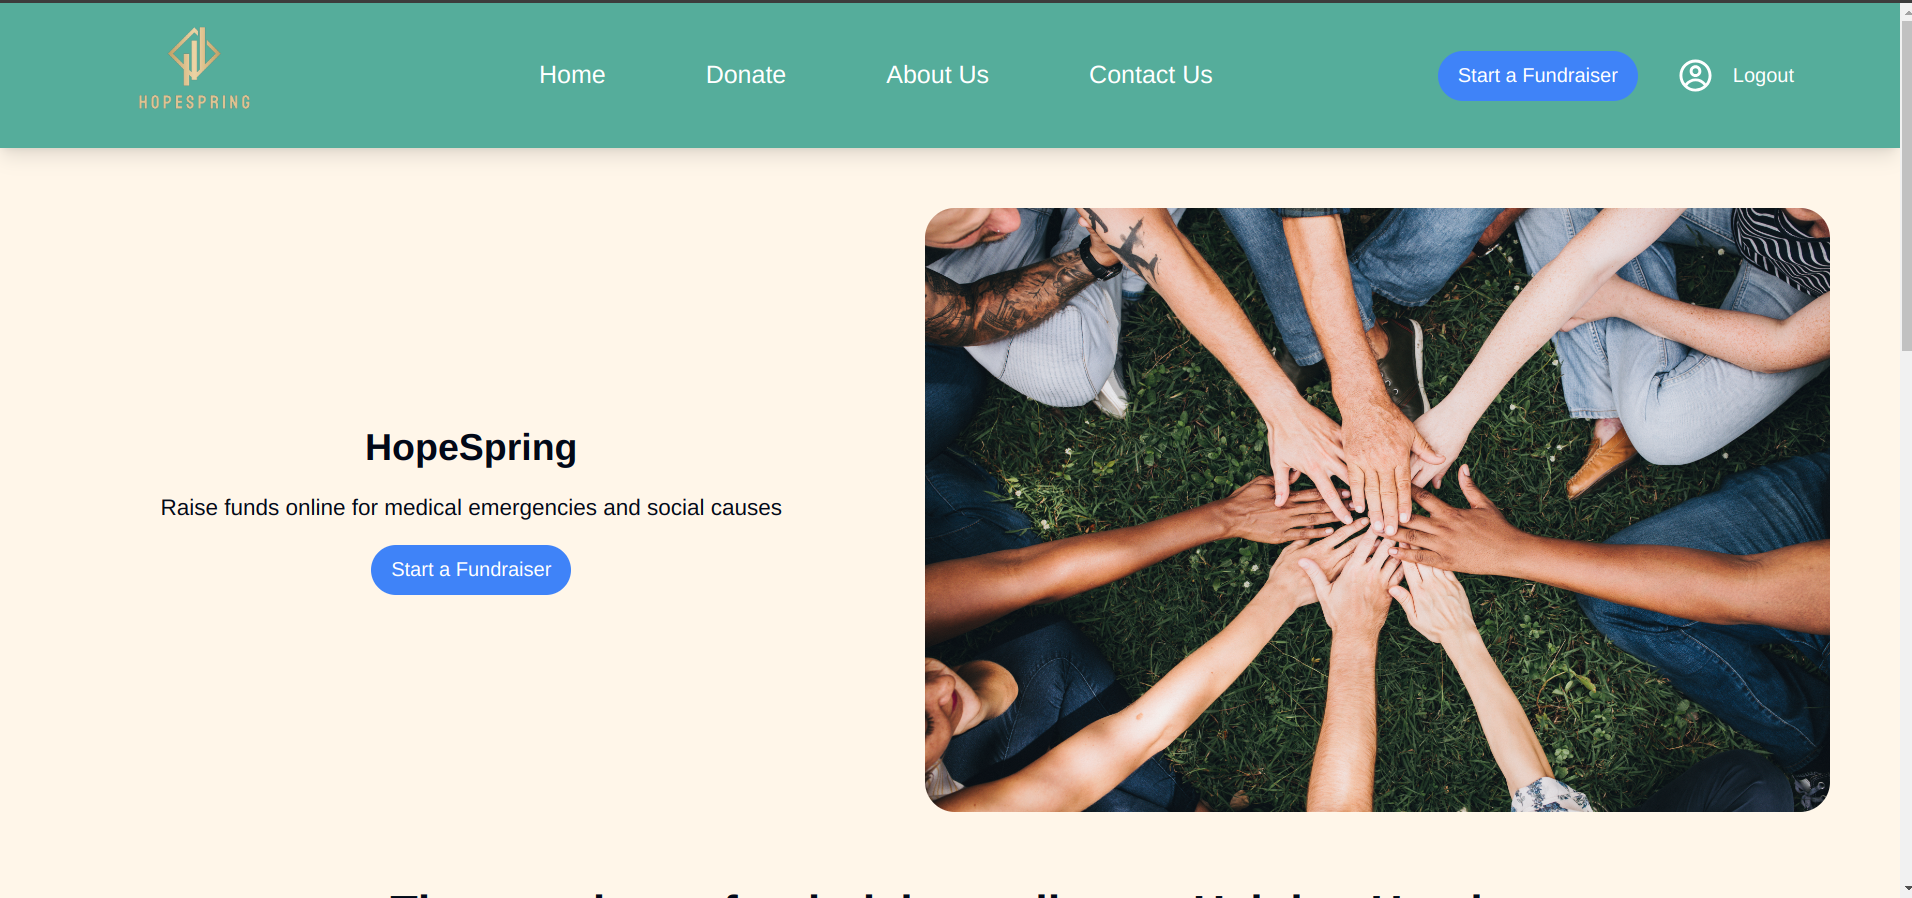 HOPESPRING
Home
Donate
About Us
Contact Us
Start a Fundraiser
Logout
HopeSpring
Raise funds online for medical emergencies and social causes
Start a Fundraiser